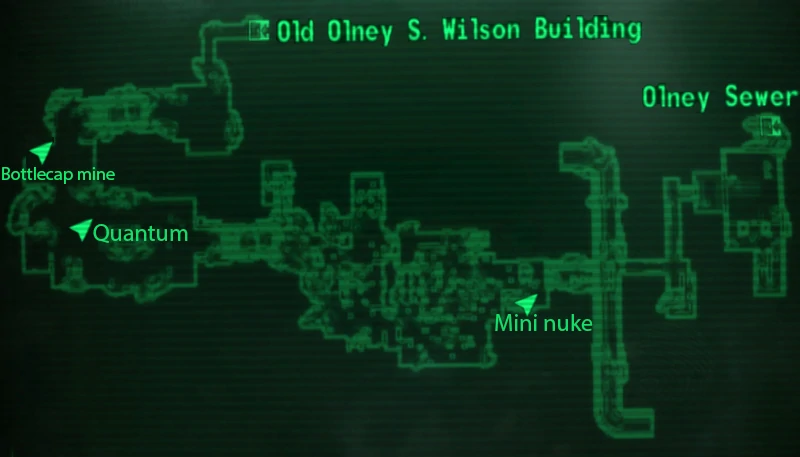 Old Olney S. Wilson Building
Olney Sewer
Bottlecap mine
Quantum
Mini nuke